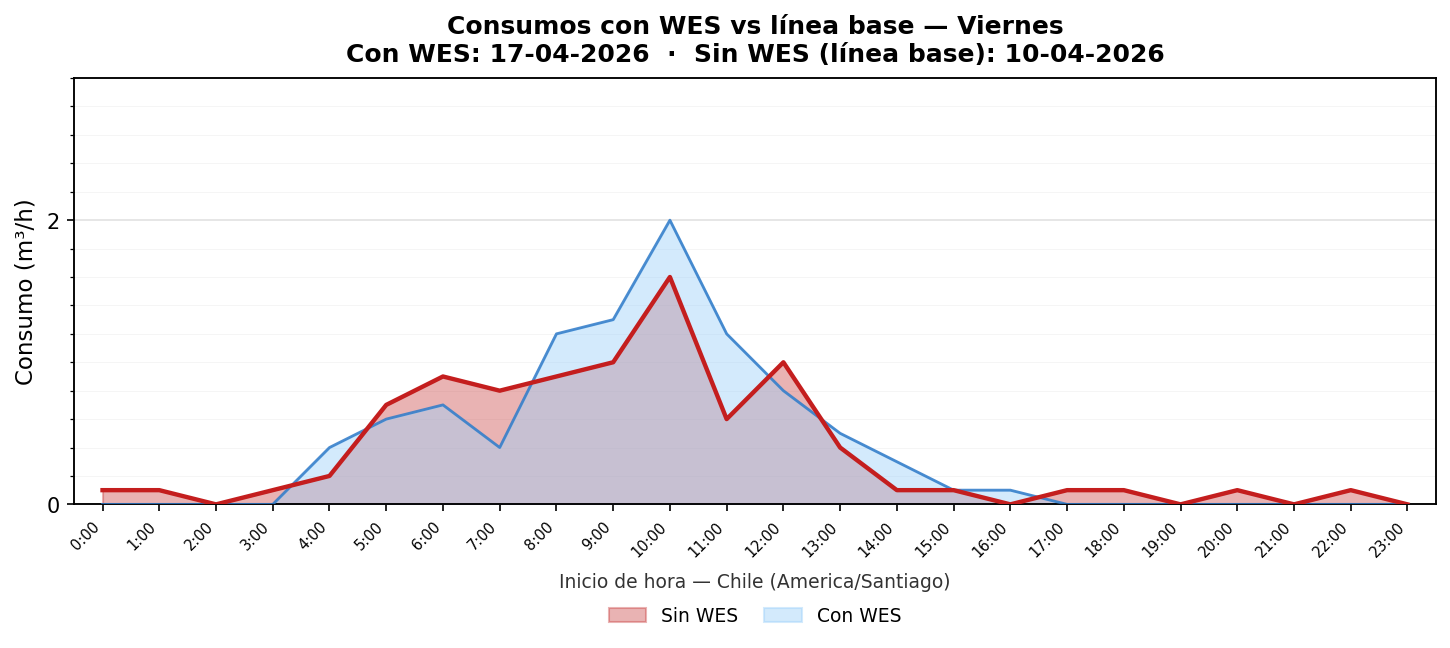 Consumos con WES vs línea base — Viernes
Con WES: 17-04-2026 · Sin WES (línea base): 10-04-2026
Consumo (m³/h)
2
0
0:00 1:00 2:00 3:00 4:00 5:00 6:00 7:00 8:00 9:00 10:00 11:00 12:00 13:00 14:00 15:00 16:00 17:00 18:00 19:00 20:00 21:00 22:00 23:00
Inicio de hora — Chile (America/Santiago)
Sin WES Con WES